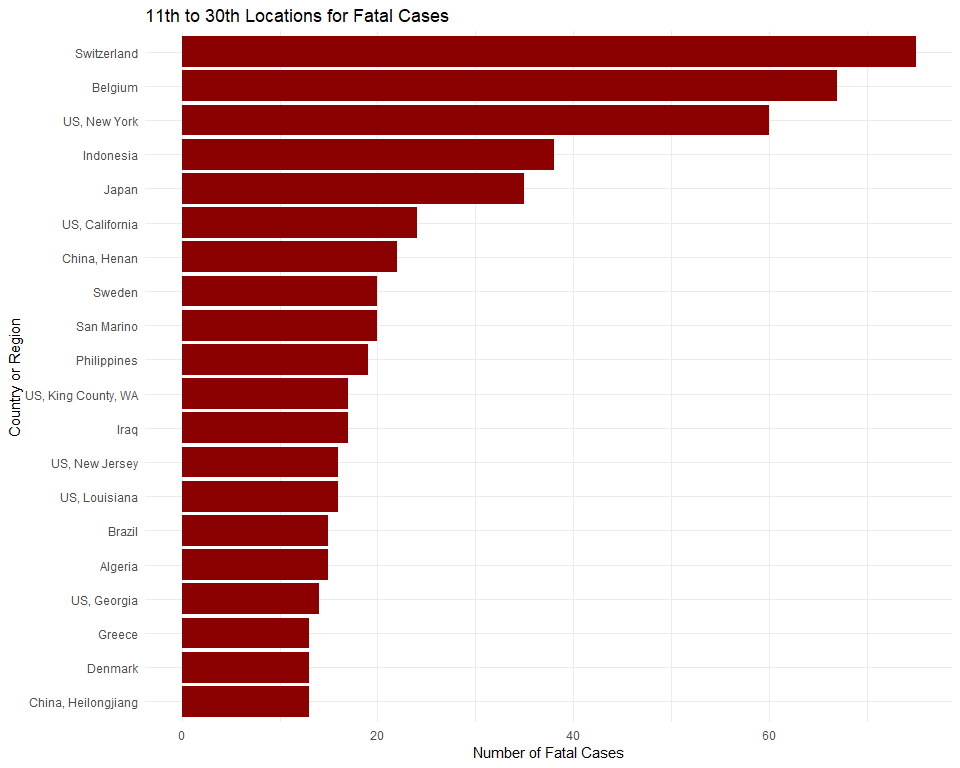 11th to 30th Locations for Fatal Cases
Country or Region
Switzerland
Belgium
US, New York
Indonesia
Japan
US, California
China, Henan
Sweden
San Marino
Philippines
US, King County, WA
Iraq
US, New Jersey
US, Louisiana
Brazil
Algeria
US, Georgia
Greece
Denmark
China, Heilongjiang
0 20 40 60
Number of Fatal Cases